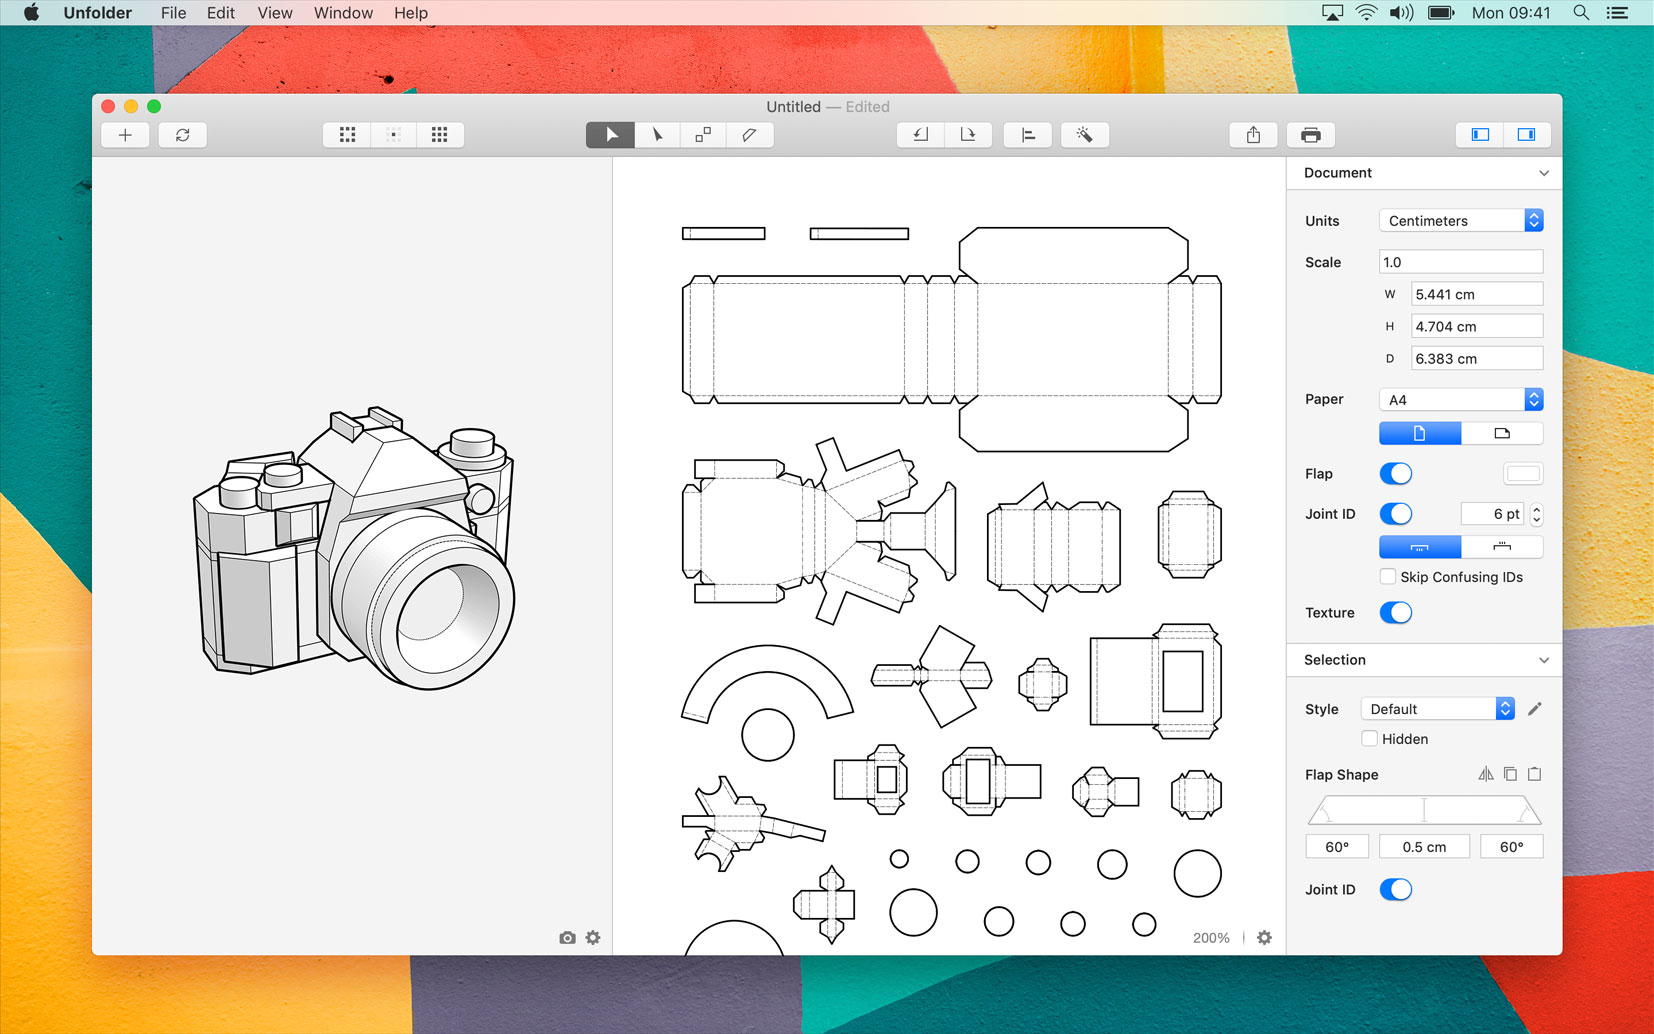 Unfolder File Edit View Window Help Mon 09:41
Untitled — Edited
Document
Units Centimeters
Scale 1.0
W 5.441 cm
H 4.704 cm
D 6.383 cm
Paper A4
Flap
Joint ID 6 pt
Skip Confusing IDs
Texture
Selection
Style Default
Hidden
Flap Shape
60° 0.5 cm 60°
Joint ID
200%